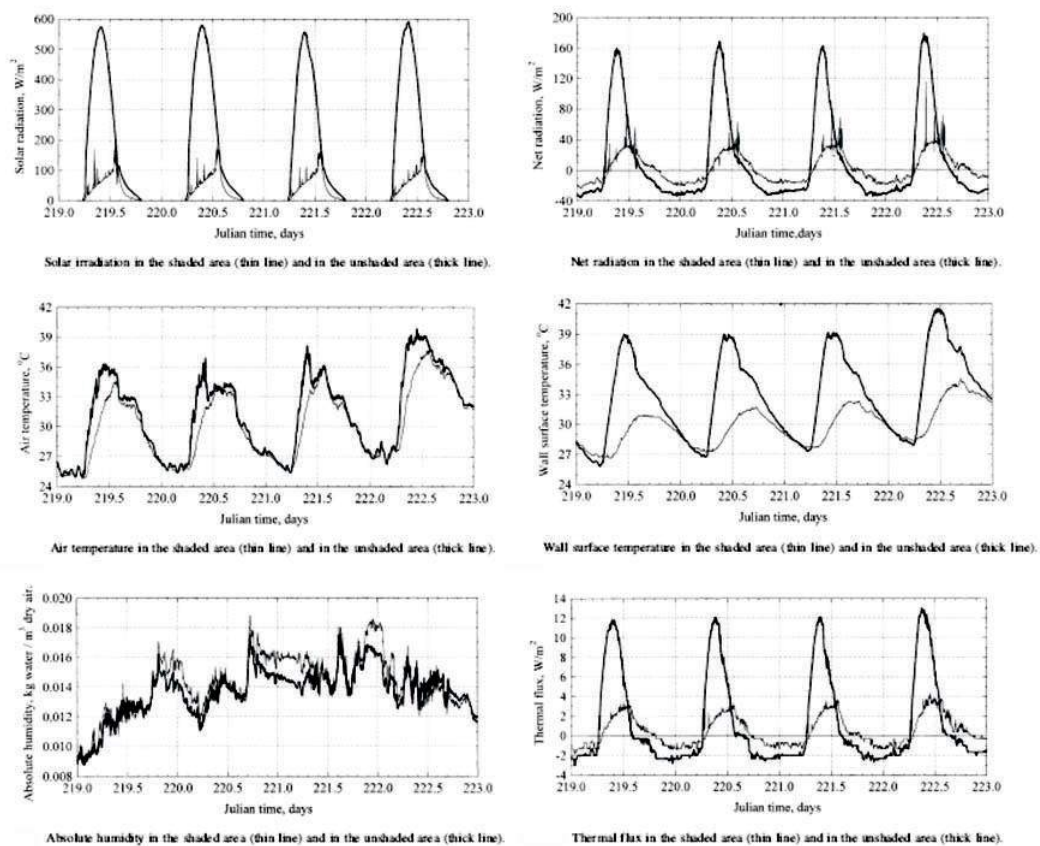 600
500
400
300
200
100
0
Solar radiation, W/m²
219.0 219.5 220.0 220.5 221.0 221.5 222.0 222.5 223.0
Julian time, days
Solar irradiation in the shaded area (thin line) and in the unshaded area (thick line).
200
160
120
80
40
0
-40
Net radiation, W/m²
219.0 219.5 220.0 220.5 221.0 221.5 222.0 222.5 223.0
Julian time,days
Net radiation in the shaded area (thin line) and in the unshaded area (thick line).
42
39
36
33
30
27
24
Air temperature, °C
219.0 219.5 220.0 220.5 221.0 221.5 222.0 222.5 223.0
Julian time, days
Air temperature in the shaded area (thin line) and in the unshaded area (thick line).
42
39
36
33
30
27
24
Wall surface temperature, °C
219.0 219.5 220.0 220.5 221.0 221.5 222.0 222.5 223.0
Julian time, days
Wall surface temperature in the shaded area (thin line) and in the unshaded area (thick line).
0.020
0.018
0.016
0.014
0.012
0.010
0.008
Absolute humidity, kg water / m³ dry air.
219.0 219.5 220.0 220.5 221.0 221.5 222.0 222.5 223.0
Julian time, days
Absolute humidity in the shaded area (thin line) and in the unshaded area (thick line).
14
12
10
8
6
4
2
0
-2
-4
Thermal flux, W/m²
219.0 219.5 220.0 220.5 221.0 221.5 222.0 222.5 223.0
Julian time, days
Thermal flux in the shaded area (thin line) and in the unshaded area (thick line).